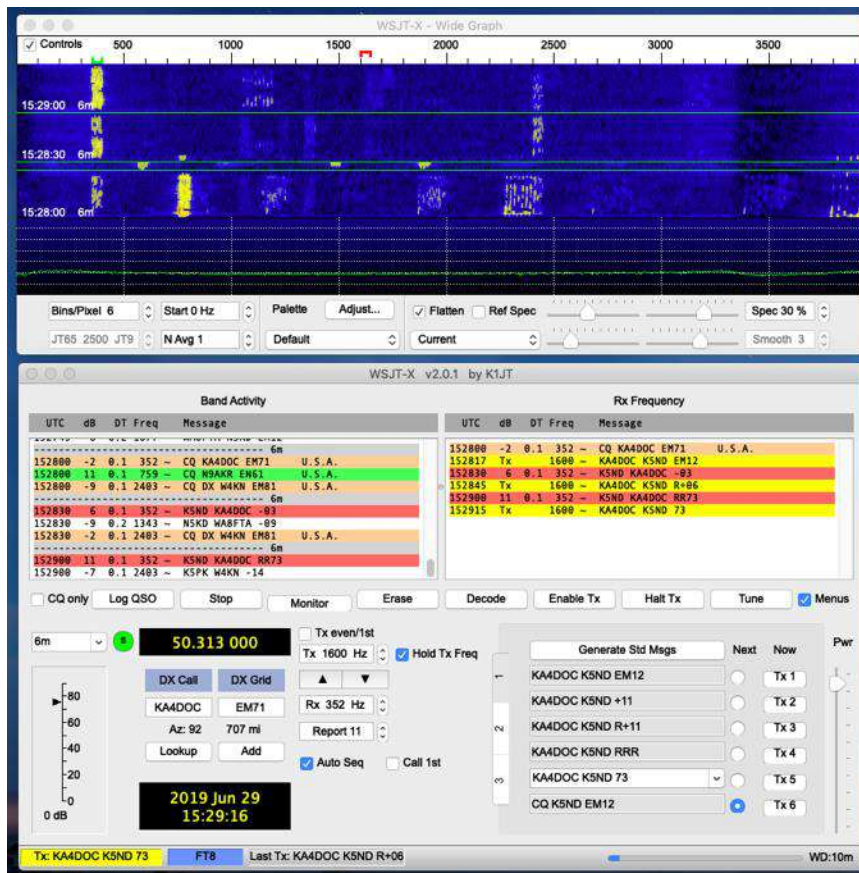 WSJT-X - Wide Graph
Controls 500 1000 1500 2000 2500 3000 3500
15:29:00 6m
15:28:30 6m
15:28:00 6m
Bins/Pixel 6 Start 0 Hz Palette Adjust... Flatten Ref Spec Spec 30 %
JT65 2500 JT9 N Avg 1 Default Current Smooth 3
WSJT-X v2.0.1 by K1JT
Band Activity
UTC dB DT Freq Message
6m
152800 -2 0.1 352 ~ CQ KA4DOC EM71 U.S.A.
152800 11 0.1 759 ~ CQ N9AKR EN61 U.S.A.
152800 -9 0.1 2403 ~ CQ DX W4KN EM81 U.S.A.
6m
152830 6 0.1 352 ~ K5ND KA4DOC -03
152830 -9 0.2 1343 ~ N5KD WA8FTA -09
152830 -2 0.1 2403 ~ CQ DX W4KN EM81 U.S.A.
6m
152900 11 0.1 352 ~ K5ND KA4DOC RR73
152900 -7 0.1 2403 ~ K5PK W4KN -14
Rx Frequency
UTC dB DT Freq Message
152800 -2 0.1 352 ~ CQ KA4DOC EM71 U.S.A.
152817 Tx 1600 ~ KA4DOC K5ND EM12
152830 6 0.1 352 ~ K5ND KA4DOC -03
152845 Tx 1600 ~ KA4DOC K5ND R+06
152900 11 0.1 352 ~ K5ND KA4DOC RR73
152915 Tx 1600 ~ KA4DOC K5ND 73
CQ only Log QSO Stop Monitor Erase Decode Enable Tx Halt Tx Tune Menus
6m S 50.313 000
Tx even/1st
Tx 1600 Hz Hold Tx Freq
DX Call DX Grid
KA4DOC EM71
Rx 352 Hz
Az: 92 707 mi
Report 11
Lookup Add
Auto Seq Call 1st
2019 Jun 29
15:29:16
-80
-60
-40
-20
-0
0 dB
1
2
3
Generate Std Msgs Next Now Pwr
KA4DOC K5ND EM12 Tx 1
KA4DOC K5ND +11 Tx 2
KA4DOC K5ND R+11 Tx 3
KA4DOC K5ND RRR Tx 4
KA4DOC K5ND 73 Tx 5
CQ K5ND EM12 Tx 6
Tx: KA4DOC K5ND 73 FT8 Last Tx: KA4DOC K5ND R+06 WD:10m